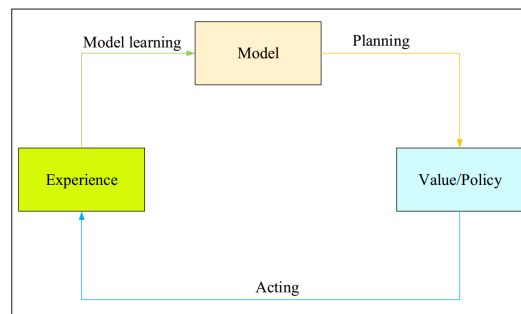 Model learning
Model
Planning
Experience
Value/Policy
Acting